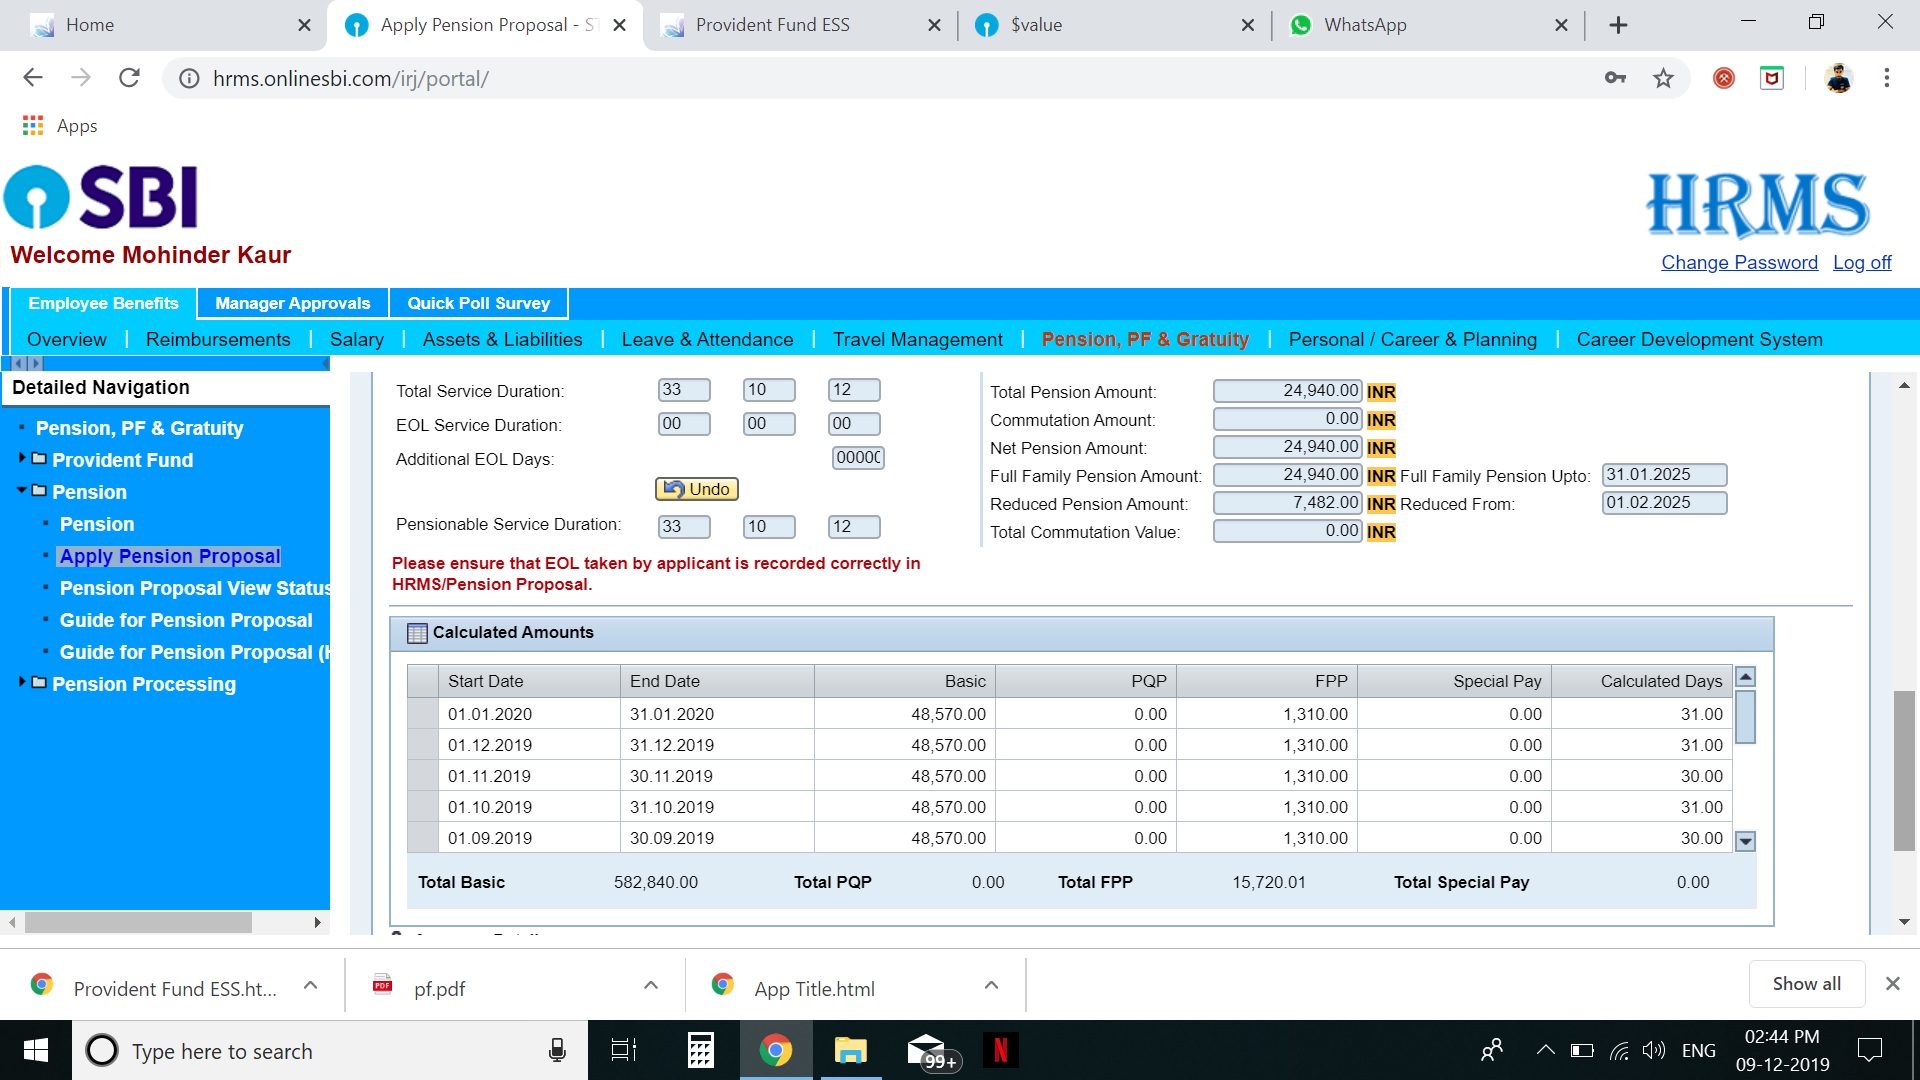 Home
Apply Pension Proposal - ST
Provident Fund ESS
$value
WhatsApp
hrms.onlinesbi.com/irj/portal/
Apps
SBI
HRMS
Welcome Mohinder Kaur
Change Password Log off
Employee Benefits Manager Approvals Quick Poll Survey
Overview | Reimbursements | Salary | Assets & Liabilities | Leave & Attendance | Travel Management | Pension, PF & Gratuity | Personal / Career & Planning | Career Development System
Detailed Navigation
Pension, PF & Gratuity
Provident Fund
Pension
Pension
Apply Pension Proposal
Pension Proposal View Status
Guide for Pension Proposal
Guide for Pension Proposal (H
Pension Processing
Total Service Duration: 33 10 12
EOL Service Duration: 00 00 00
Additional EOL Days: 00000
Undo
Pensionable Service Duration: 33 10 12
Please ensure that EOL taken by applicant is recorded correctly in
HRMS/Pension Proposal.
Total Pension Amount: 24,940.00 INR
Commutation Amount: 0.00 INR
Net Pension Amount: 24,940.00 INR
Full Family Pension Amount: 24,940.00 INR Full Family Pension Upto: 31.01.2025
Reduced Pension Amount: 7,482.00 INR Reduced From: 01.02.2025
Total Commutation Value: 0.00 INR
Calculated Amounts
Start Date End Date Basic PQP FPP Special Pay Calculated Days
01.01.2020 31.01.2020 48,570.00 0.00 1,310.00 0.00 31.00
01.12.2019 31.12.2019 48,570.00 0.00 1,310.00 0.00 31.00
01.11.2019 30.11.2019 48,570.00 0.00 1,310.00 0.00 30.00
01.10.2019 31.10.2019 48,570.00 0.00 1,310.00 0.00 31.00
01.09.2019 30.09.2019 48,570.00 0.00 1,310.00 0.00 30.00
Total Basic 582,840.00 Total PQP 0.00 Total FPP 15,720.01 Total Special Pay 0.00
Provident Fund ESS.ht...
PDF pf.pdf
App Title.html
Show all
Type here to search
99+
N
ENG
02:44 PM
09-12-2019